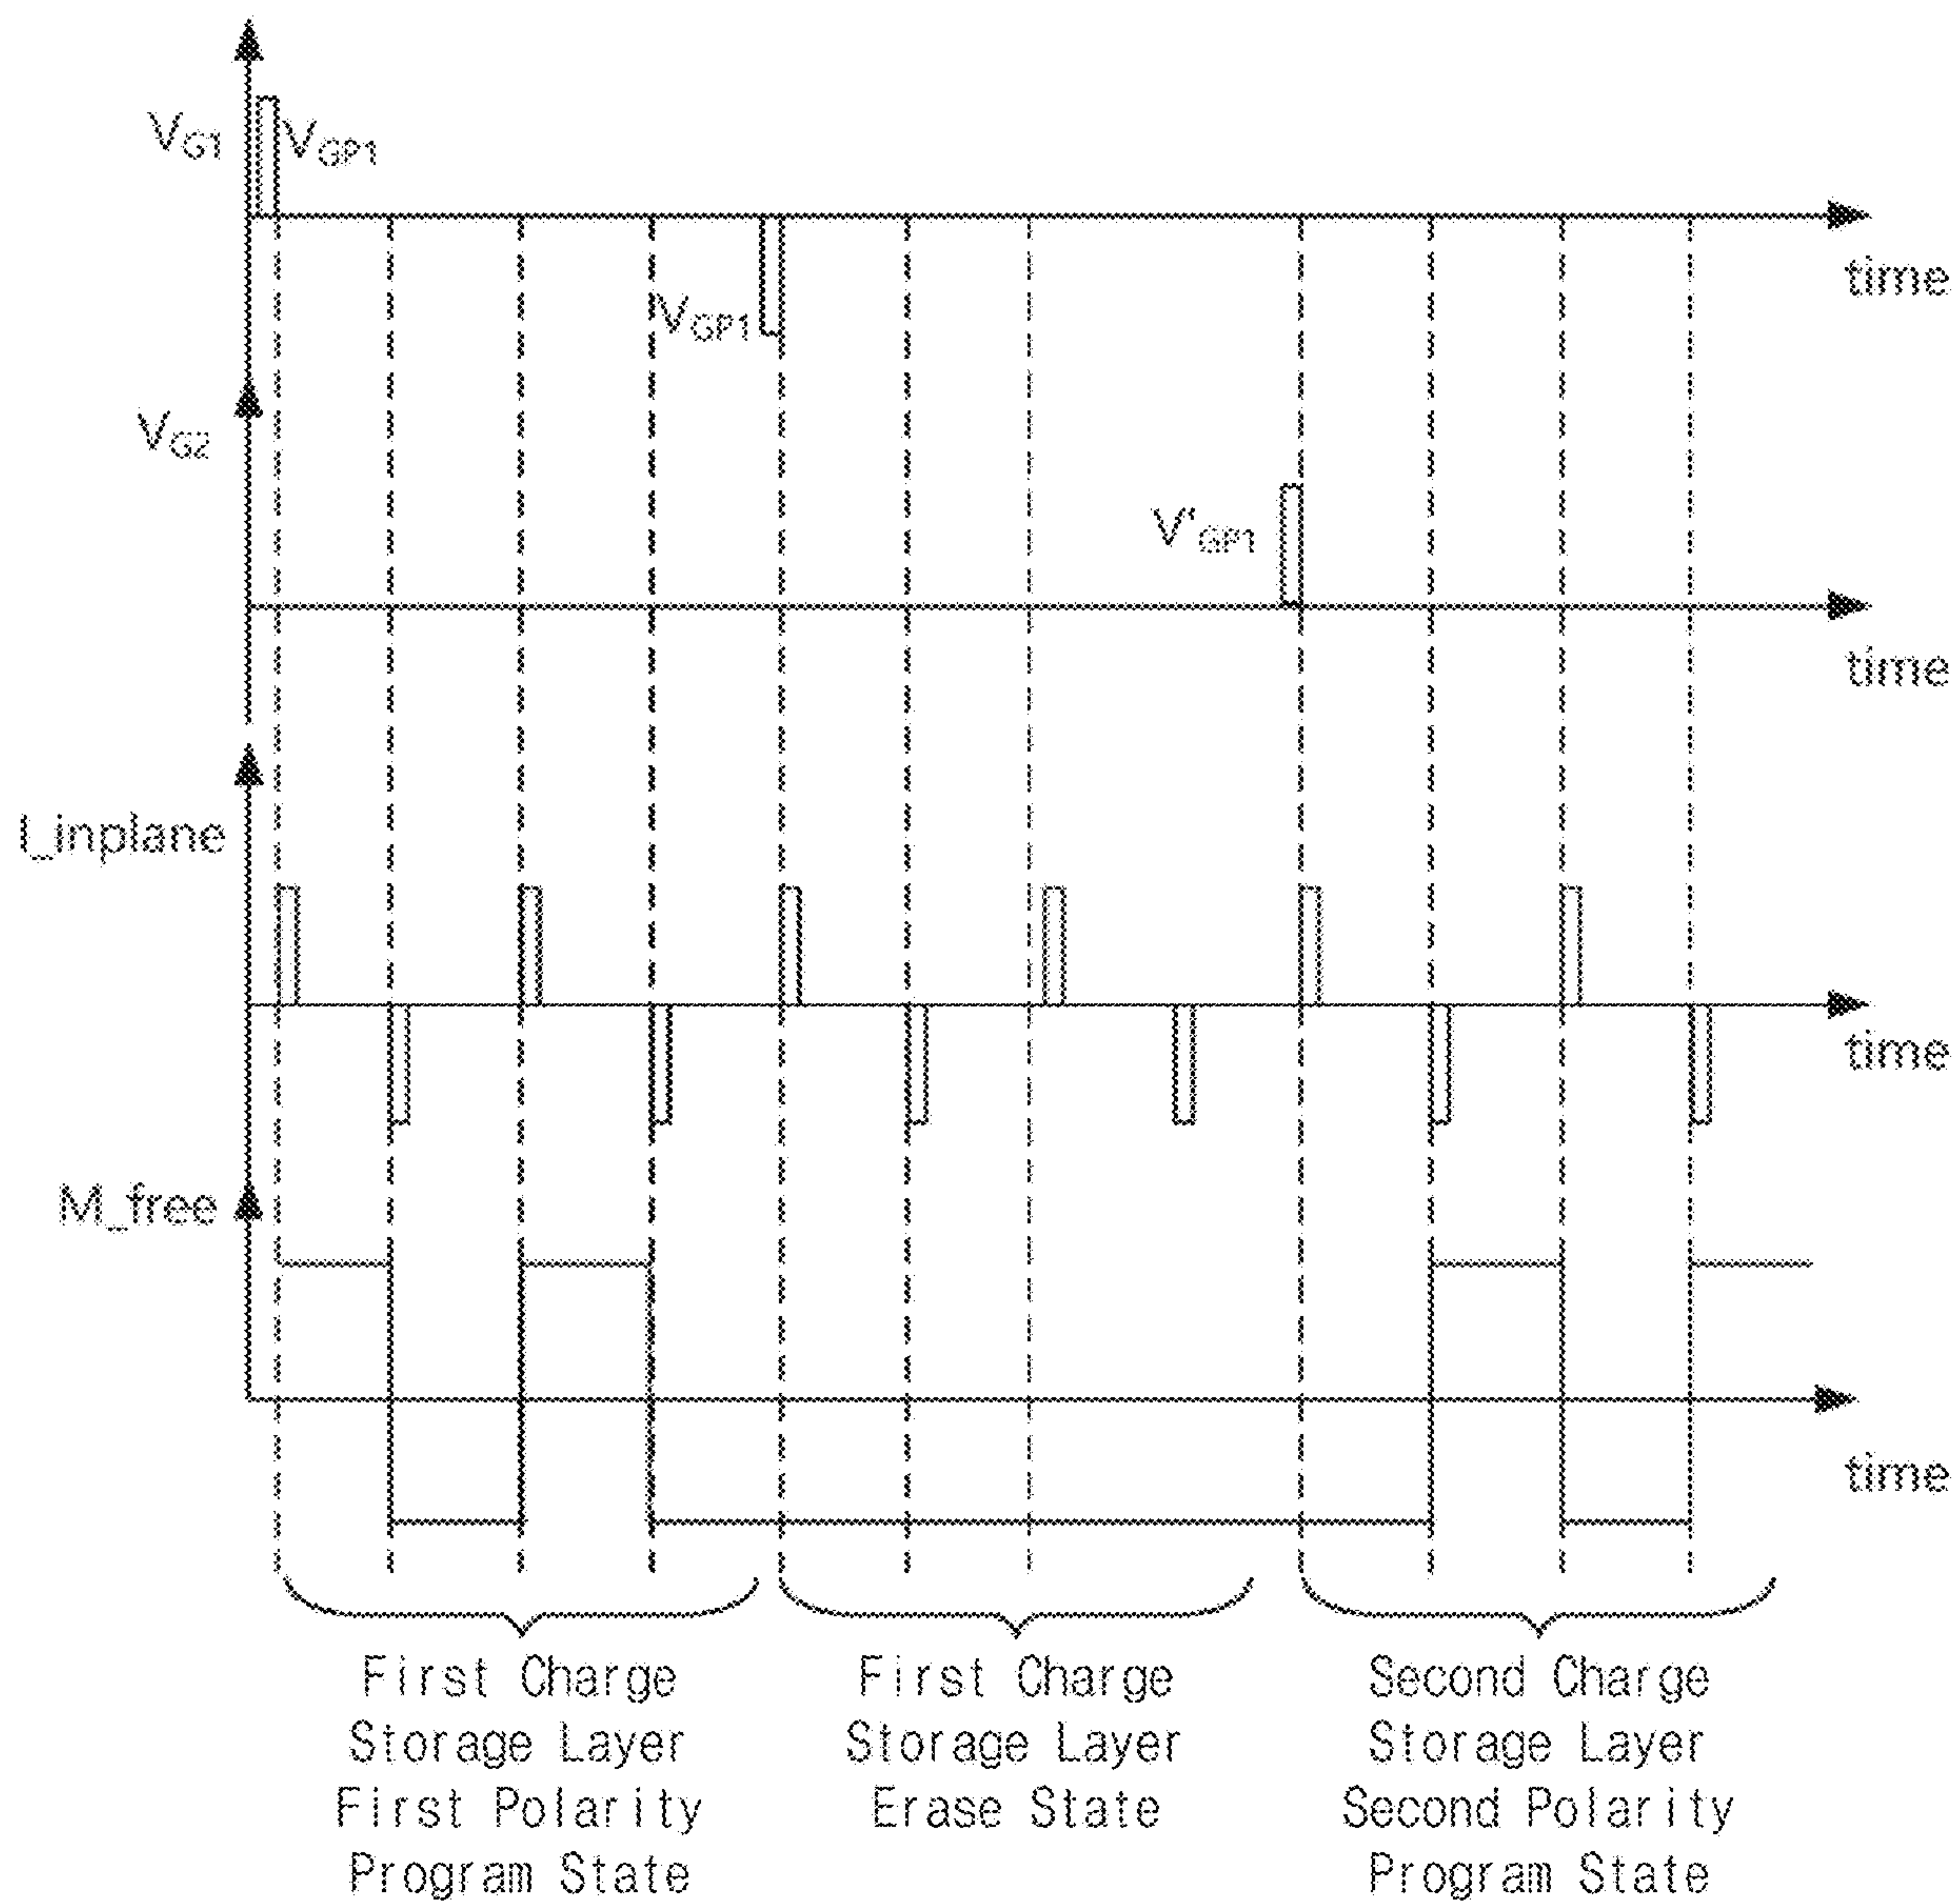 VG1
VGP1
time
VGP1
VG2
V'GP1
time
I_inplane
time
M_free
time
First Charge
Storage Layer
First Polarity
Program State
First Charge
Storage Layer
Erase State
Second Charge
Storage Layer
Second Polarity
Program State